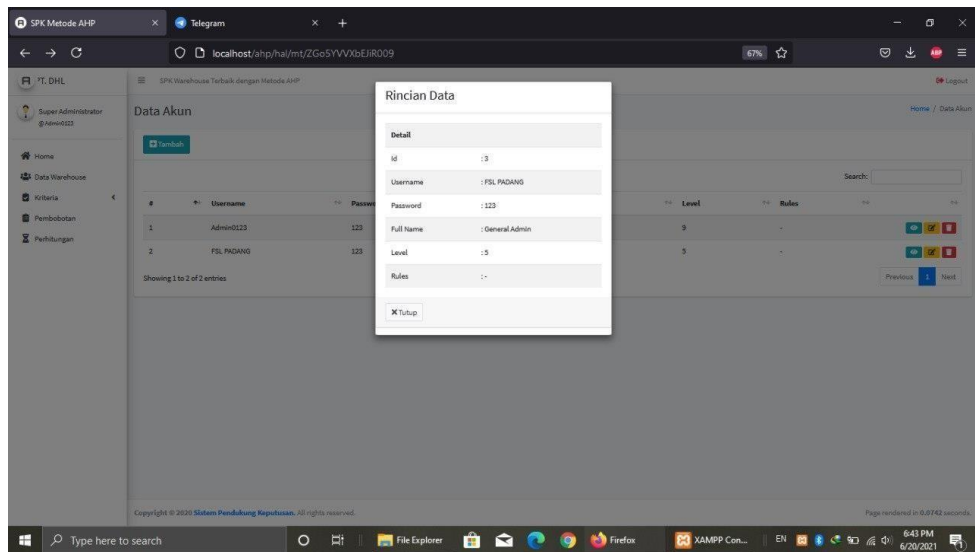 SPK Metode AHP
Telegram
localhost/ahp/hal/mt/ZGo5YVVXbEJiR009
67%
ABP
PT. DHL
SPK Warehouse Terbaik dengan Metode AHP
Logout
Super Administrator
@Admin0123
Home
Data Warehouse
Kriteria
Pembobotan
Perhitungan
Data Akun
Home / Data Akun
Tambah
Search:
# Username Passwo Level Rules
1 Admin0123 123 9 -
2 FSL PADANG 123 5 -
Showing 1 to 2 of 2 entries
Previous 1 Next
Rincian Data
Detail
Id : 3
Username : FSL PADANG
Password : 123
Full Name : General Admin
Level : 5
Rules : -
Tutup
Copyright © 2020 Sistem Pendukung Keputusan. All rights reserved.
Page rendered in 0.0742 seconds.
Type here to search
File Explorer
Firefox
XAMPP Con...
EN
6:43 PM
6/20/2021